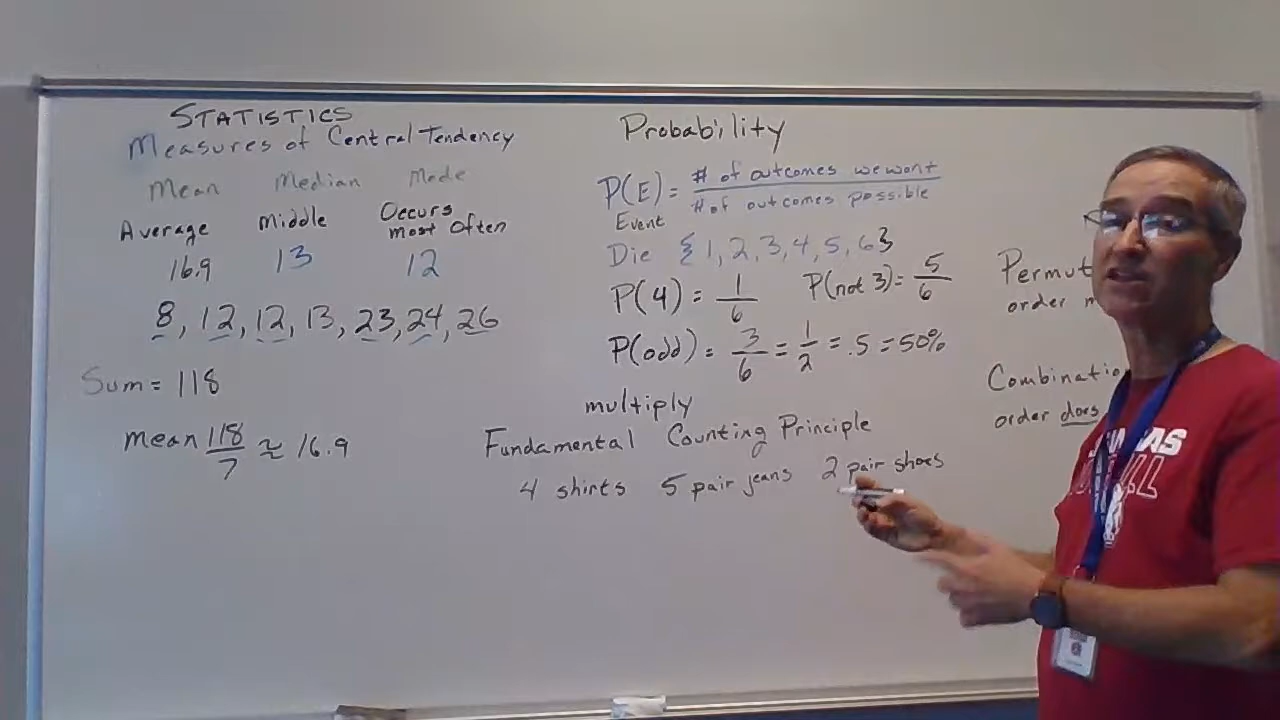 STATISTICS
Measures of Central Tendency
Mean Median Mode
Average Middle Occurs most Often
16.9 13 12
8, 12, 12, 13, 23, 24, 26
Sum = 118
mean 118/7 ≈ 16.9
Probability
P(E) = # of outcomes we want / # of outcomes possible
Event
Die {1, 2, 3, 4, 5, 6}
P(4) = 1/6 P(not 3) = 5/6
P(odd) = 3/6 = 1/2 = .5 = 50%
multiply
Fundamental Counting Principle
4 shirts 5 pair jeans 2 pair shoes
Permut
order m
Combinatio
order does